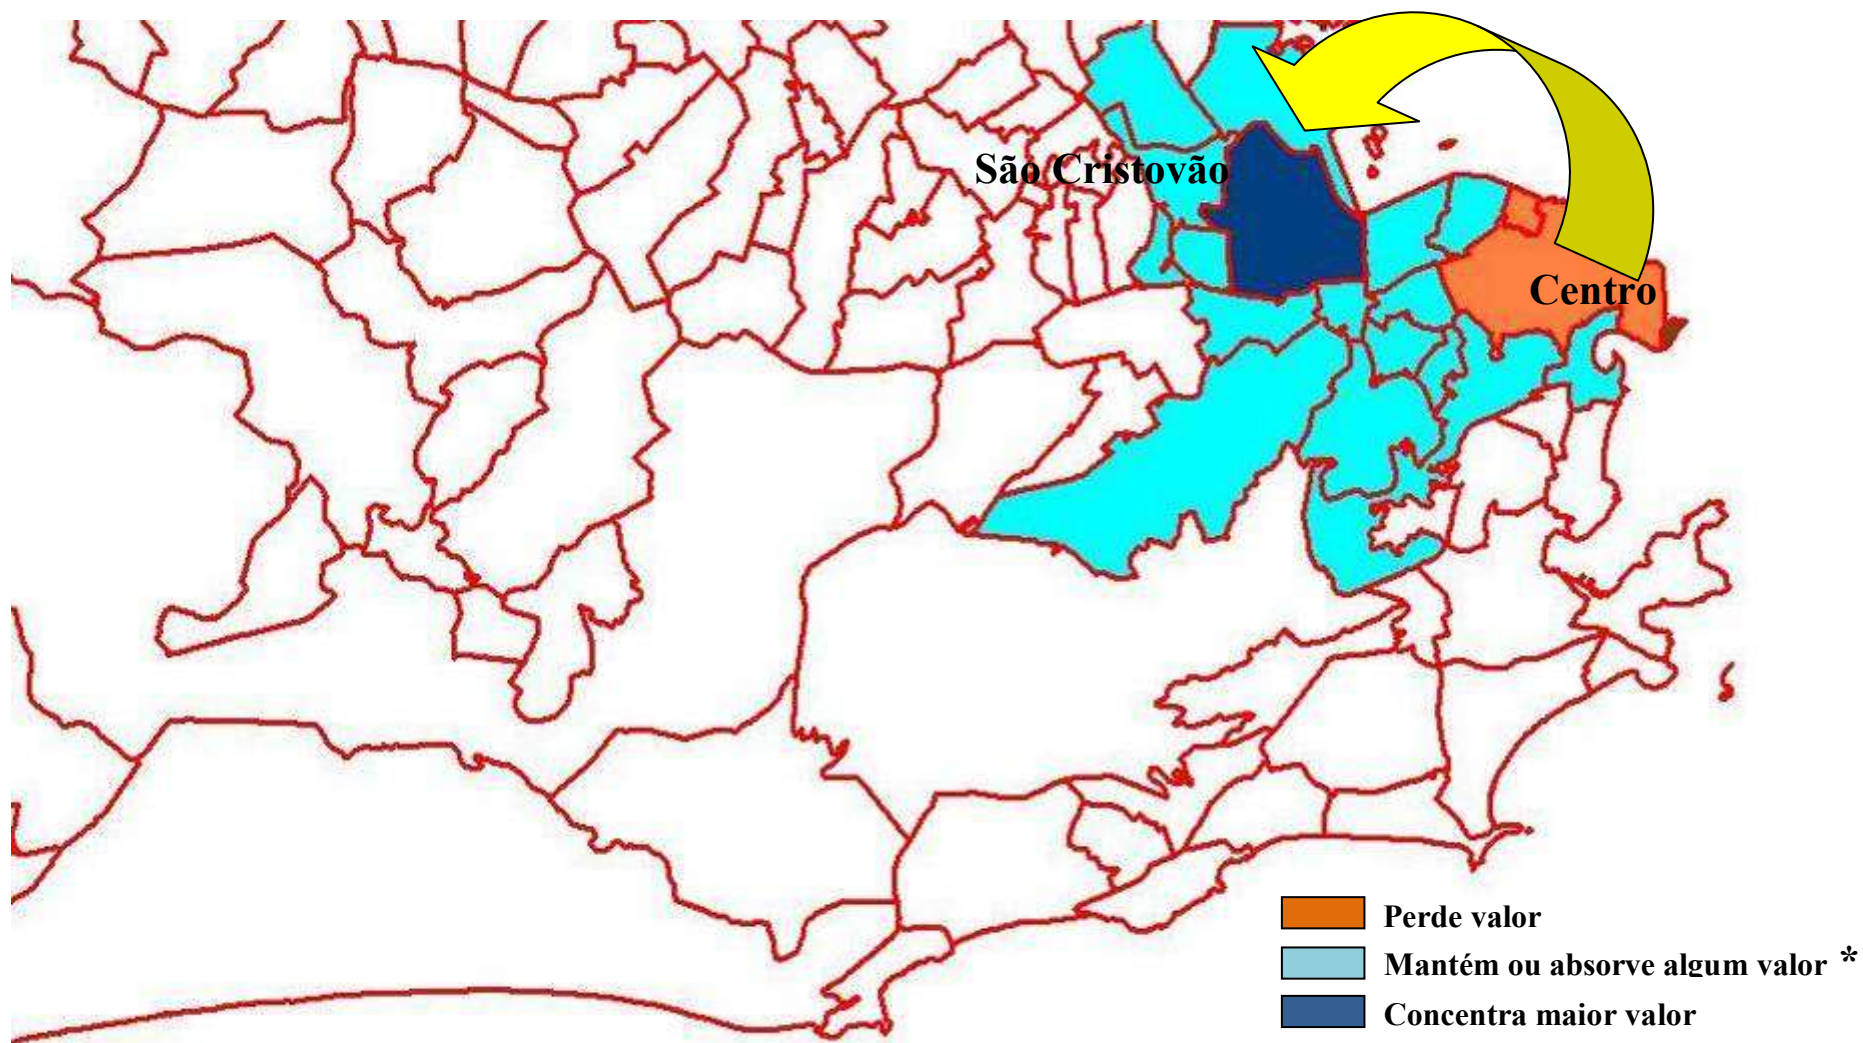 São Cristovão
Centro
Perde valor
Mantém ou absorve algum valor *
Concentra maior valor